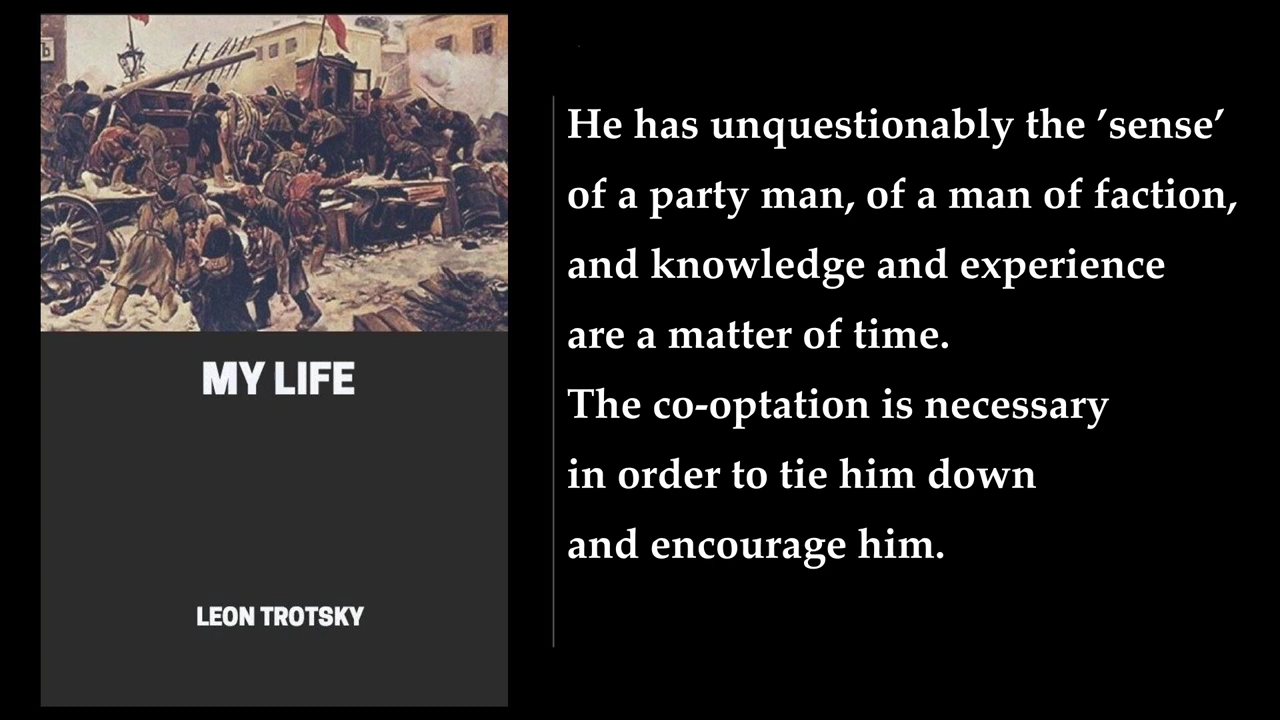 MY LIFE
LEON TROTSKY
He has unquestionably the ’sense’
of a party man, of a man of faction,
and knowledge and experience
are a matter of time.
The co-optation is necessary
in order to tie him down
and encourage him.